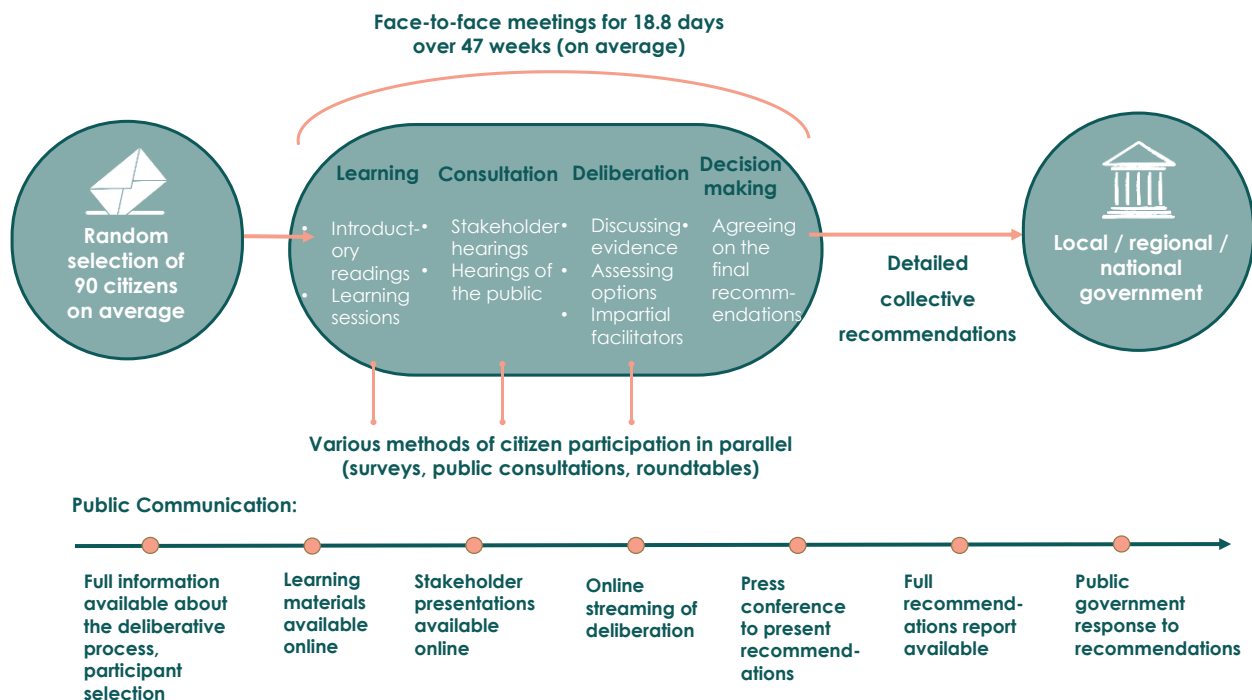 Face-to-face meetings for 18.8 days
over 47 weeks (on average)
Random
selection of
90 citizens
on average
Learning
• Introduct-
ory
readings
• Learning
sessions
Consultation
• Stakeholder
hearings
• Hearings of
the public
Deliberation
• Discussing
evidence
• Assessing
options
• Impartial
facilitators
Decision
making
• Agreeing
on the
final
recomm-
endations
Detailed
collective
recommendations
Local / regional /
national
government
Various methods of citizen participation in parallel
(surveys, public consultations, roundtables)
Public Communication:
Full information
available about
the deliberative
process,
participant
selection
Learning
materials
available
online
Stakeholder
presentations
available
online
Online
streaming of
deliberation
Press
conference
to present
recommend-
ations
Full
recommend-
ations report
available
Public
government
response to
recommendations